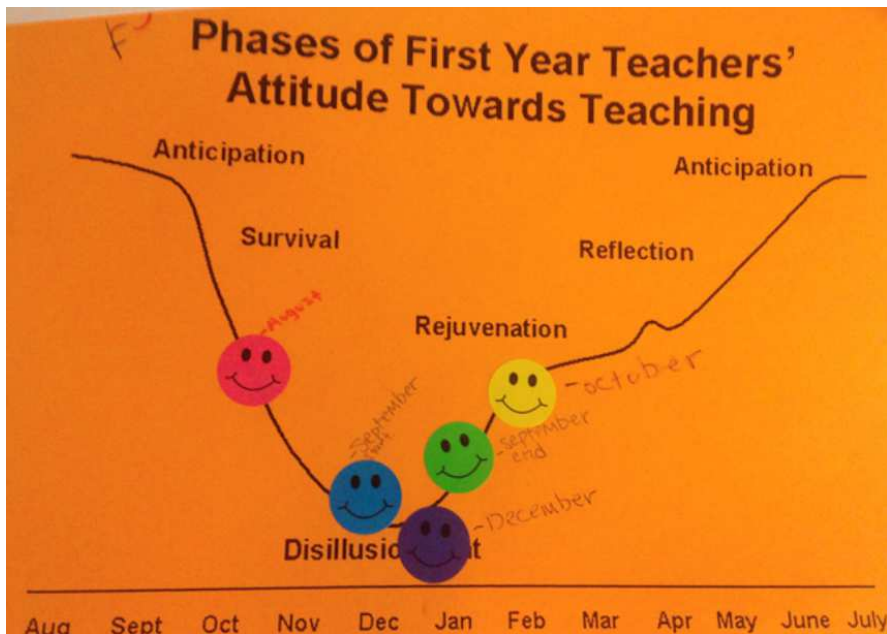 F
Phases of First Year Teachers'
Attitude Towards Teaching
Anticipation
Anticipation
Survival
Reflection
August
Rejuvenation
October
September
September
end
December
Aug Sept Oct Nov Dec Jan Feb Mar Apr May June July